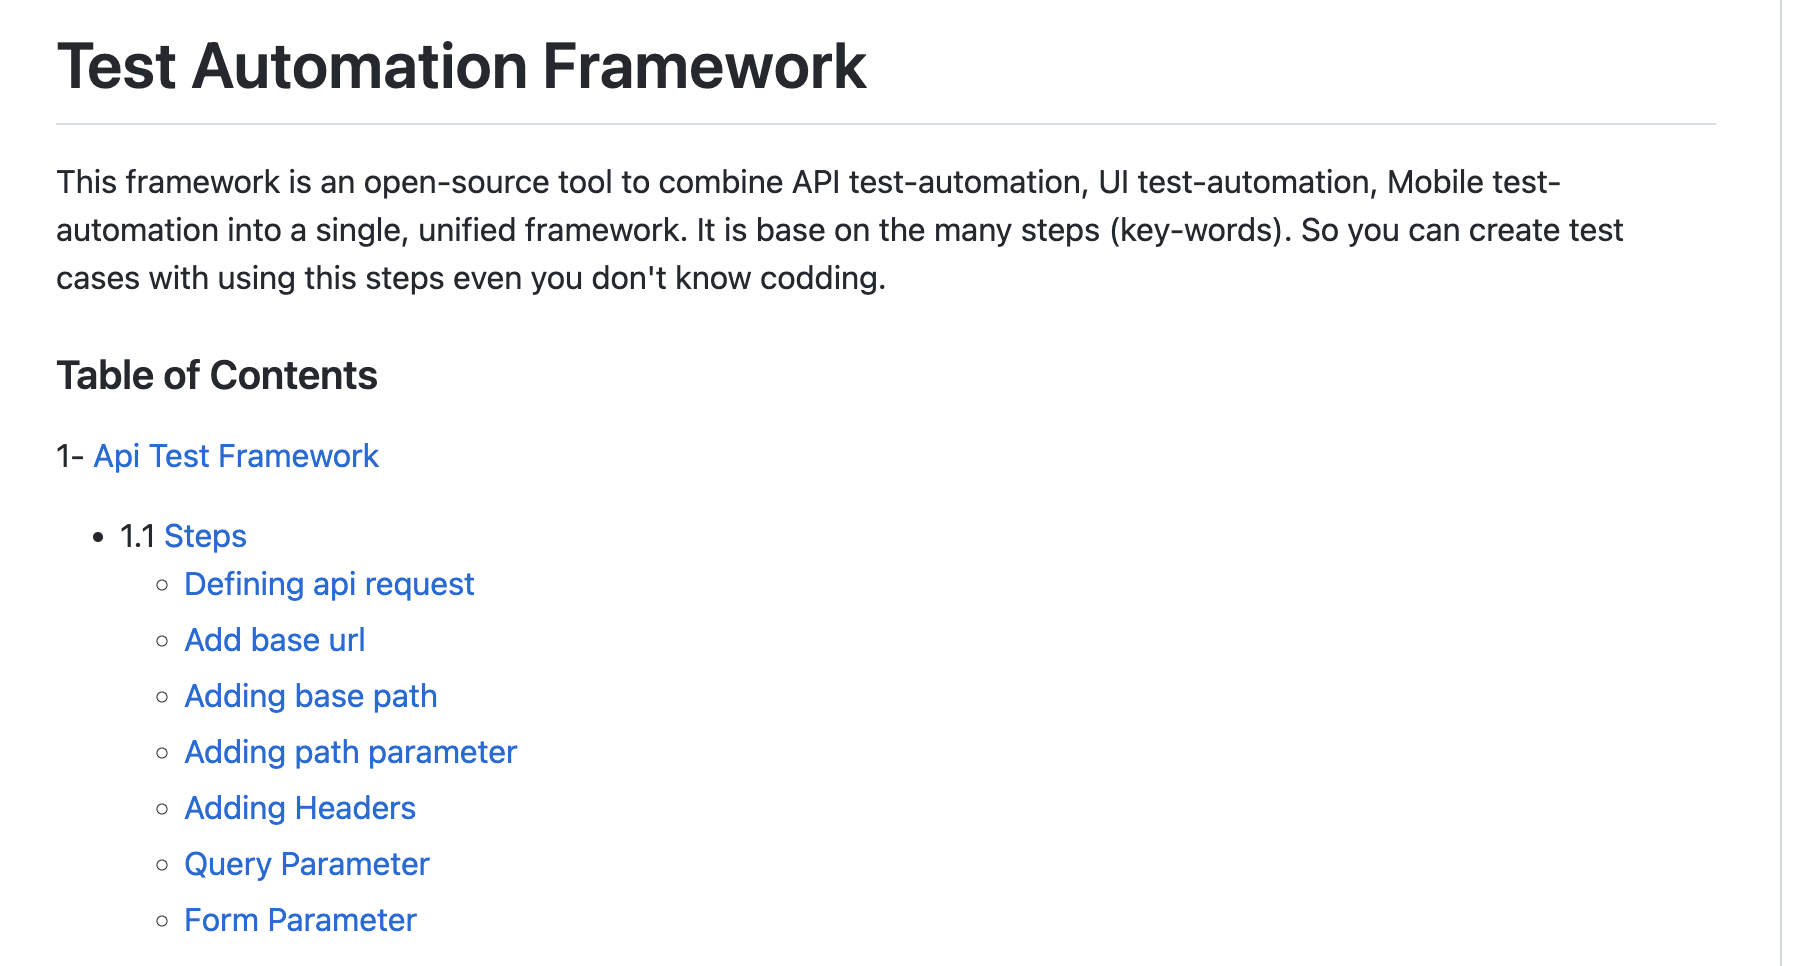 Test Automation Framework
This framework is an open-source tool to combine API test-automation, UI test-automation, Mobile test-
automation into a single, unified framework. It is base on the many steps (key-words). So you can create test
cases with using this steps even you don't know codding.
Table of Contents
1- Api Test Framework
• 1.1 Steps
◦ Defining api request
◦ Add base url
◦ Adding base path
◦ Adding path parameter
◦ Adding Headers
◦ Query Parameter
◦ Form Parameter